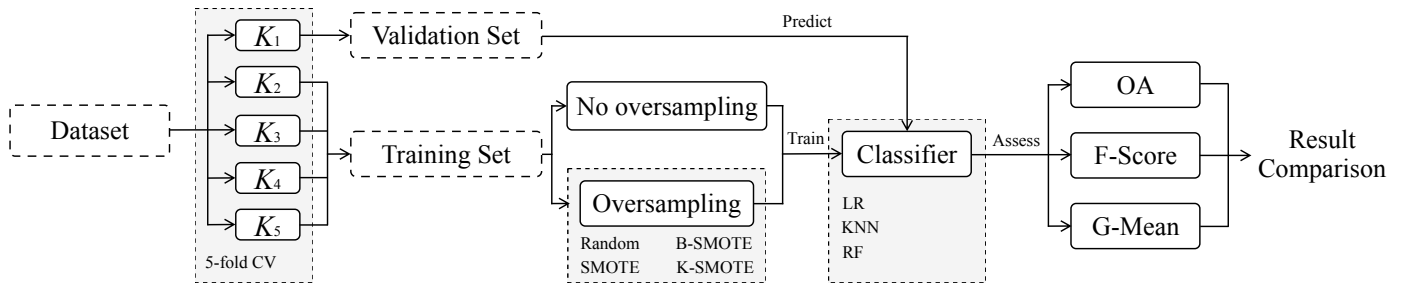 Dataset
K1
K2
K3
K4
K5
5-fold CV
Validation Set
Training Set
Predict
No oversampling
Oversampling
Random B-SMOTE
SMOTE K-SMOTE
Train
Classifier
LR
KNN
RF
Assess
OA
F-Score
G-Mean
Result
Comparison